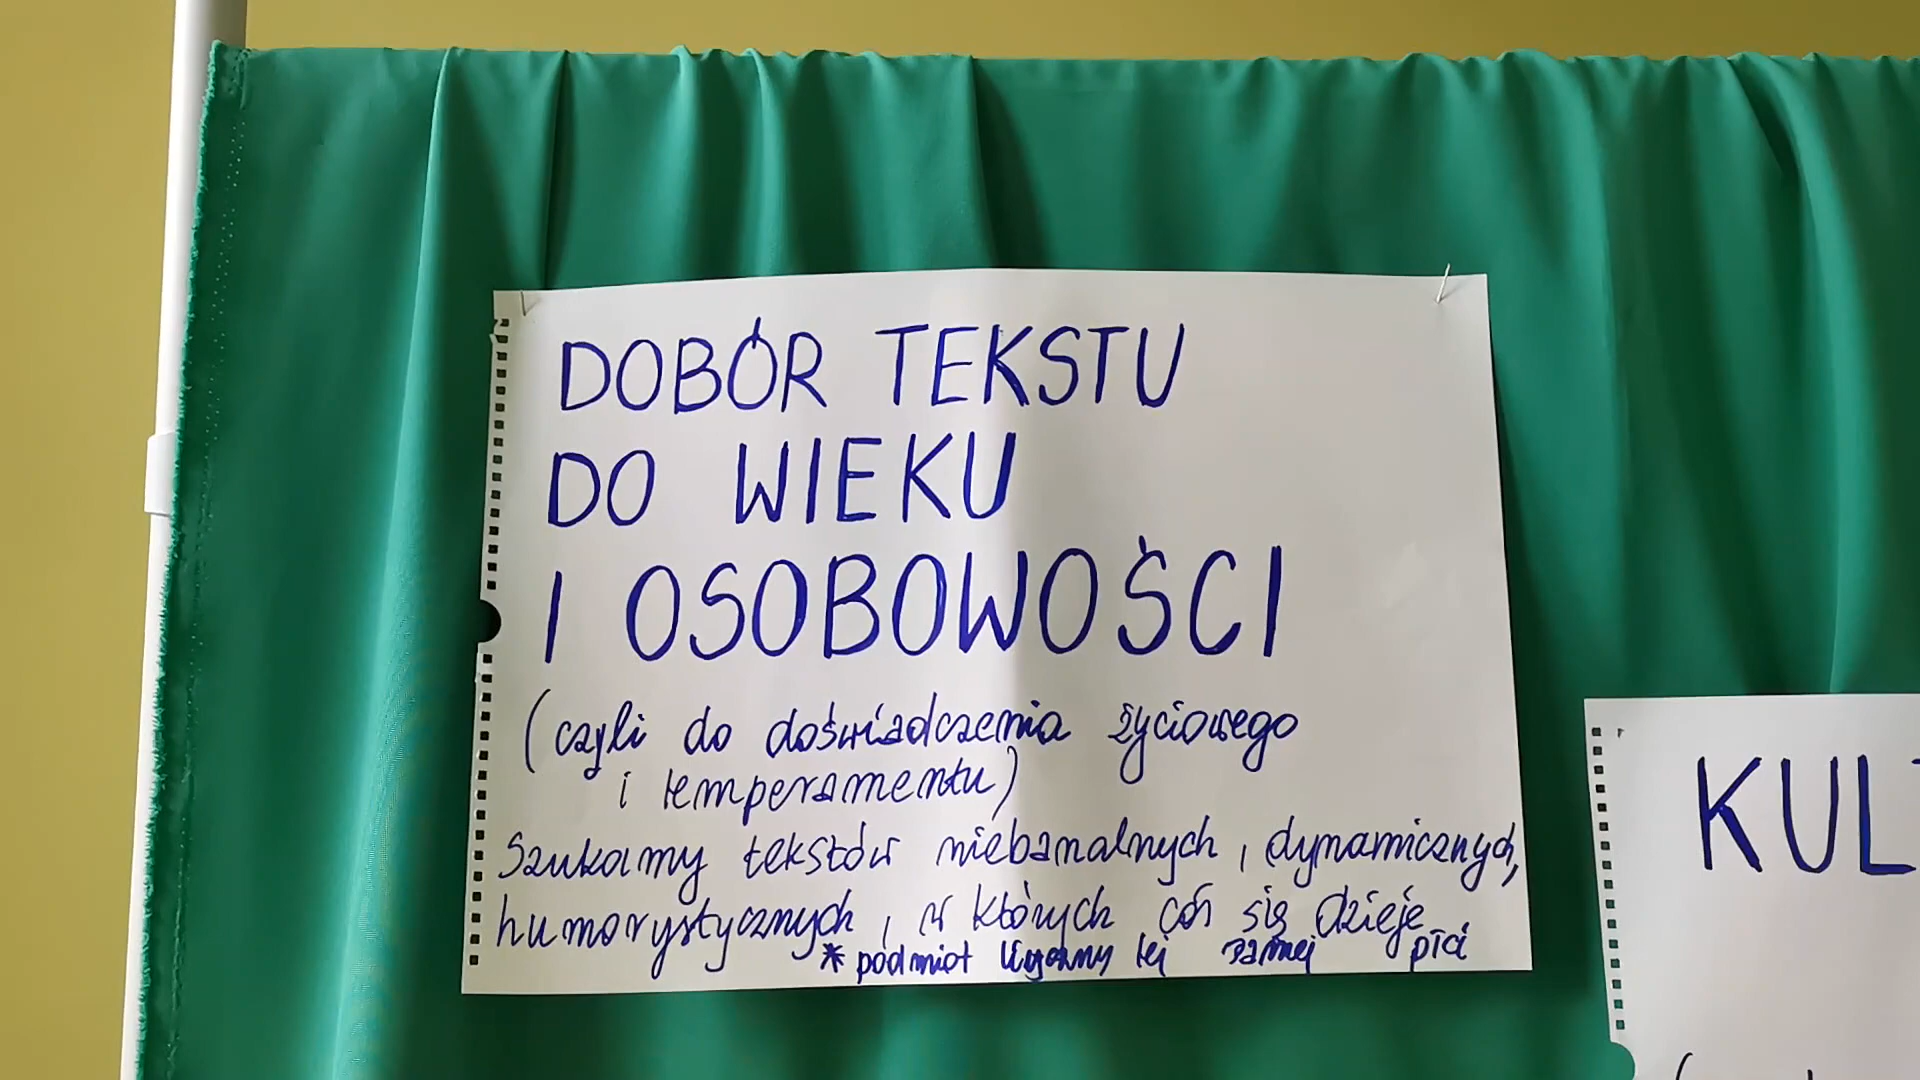 DOBÓR TEKSTU
DO WIEKU
I OSOBOWOŚCI
(czyli do doświadczenia życiowego
i temperamentu)
Szukamy tekstów niebanalnych, dynamicznych,
humorystycznych, w których coś się dzieje
* podmiot liryczny tej samej płci
KUL